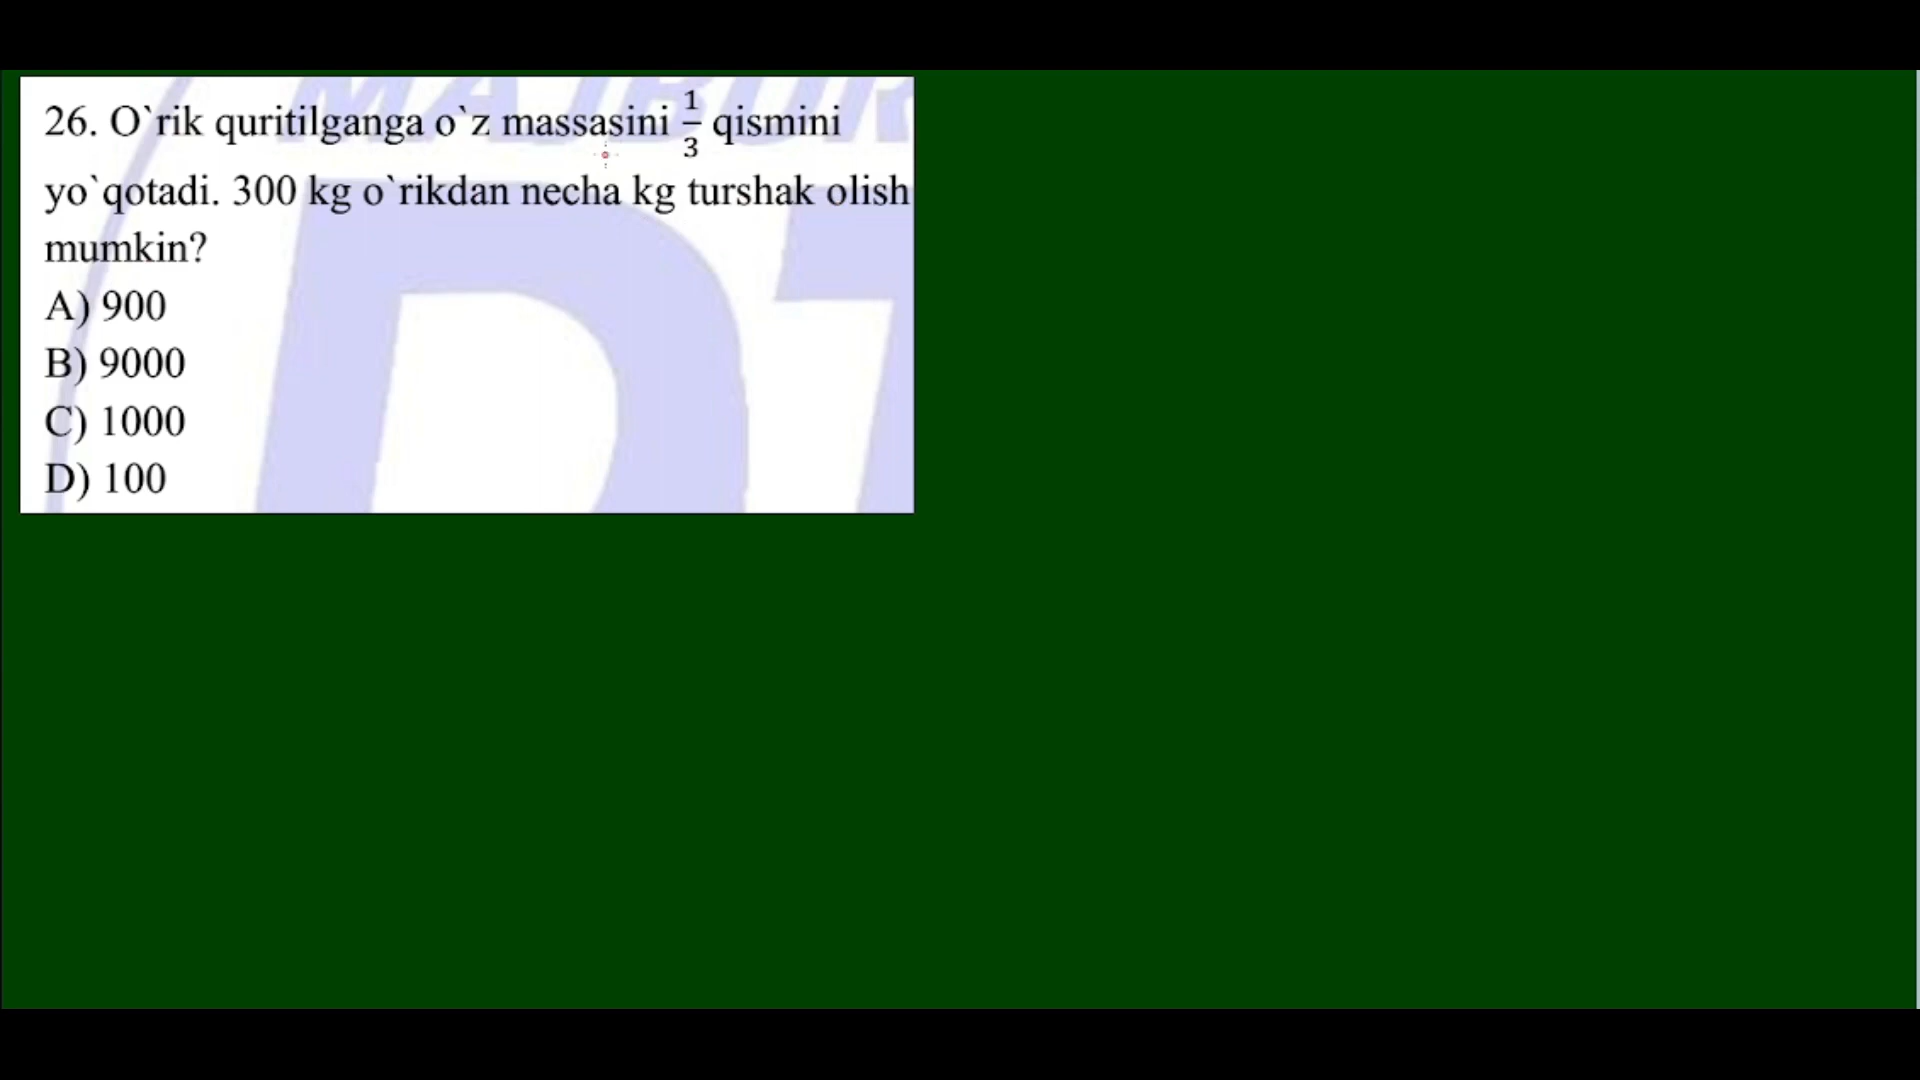 MAJBUR
26. O`rik quritilganga o`z massasini 1/3 qismini
yo`qotadi. 300 kg o`rikdan necha kg turshak olish
mumkin?
A) 900
B) 9000
C) 1000
D) 100